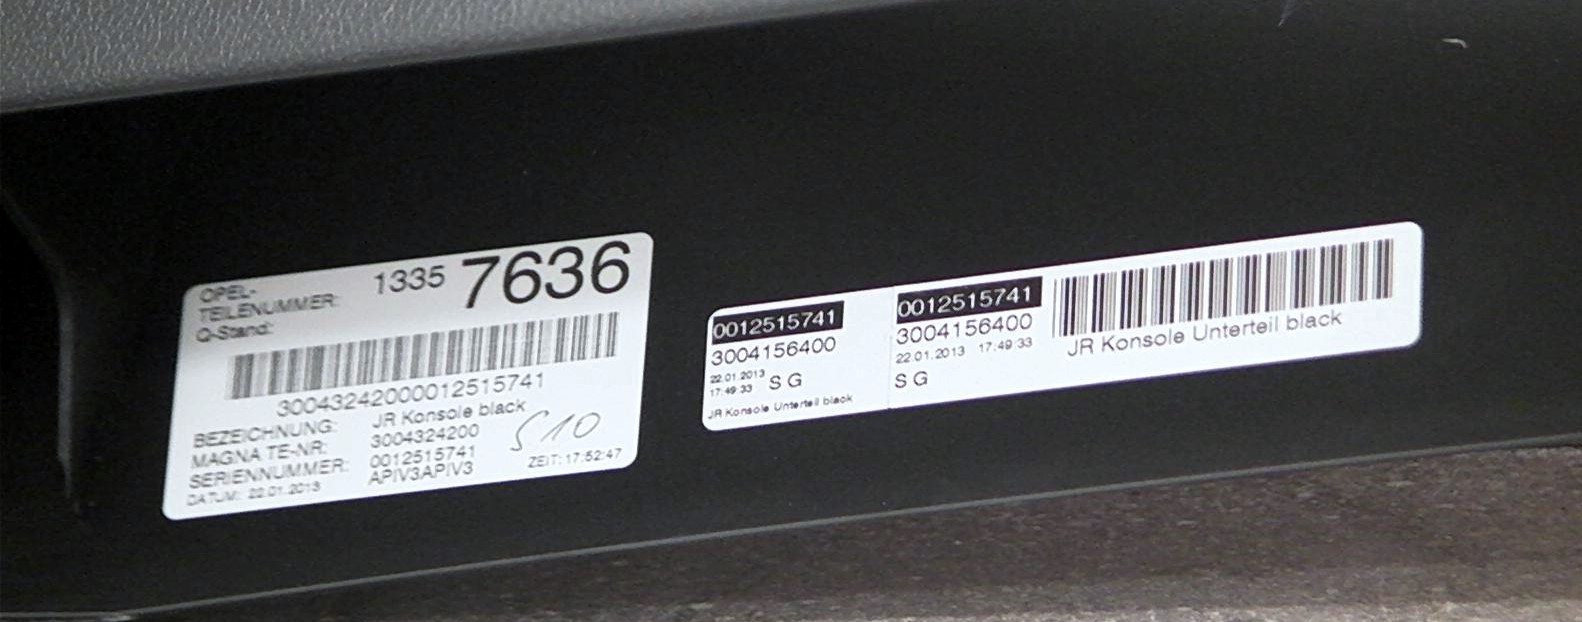 OPEL-
TEILENUMMER: 1335 7636
Q-Stand:
30043242000012515741
BEZEICHNUNG: JR Konsole black
MAGNA TE-NR: 3004324200
SERIENNUMMER: 0012515741
APIV3APIV3
DATUM: 22.01.2013 ZEIT: 17:52:47
S10
0012515741
3004156400
22.01.2013
17:49:33 S G
JR Konsole Unterteil black
0012515741
3004156400
22.01.2013 17:49:33
S G
JR Konsole Unterteil black